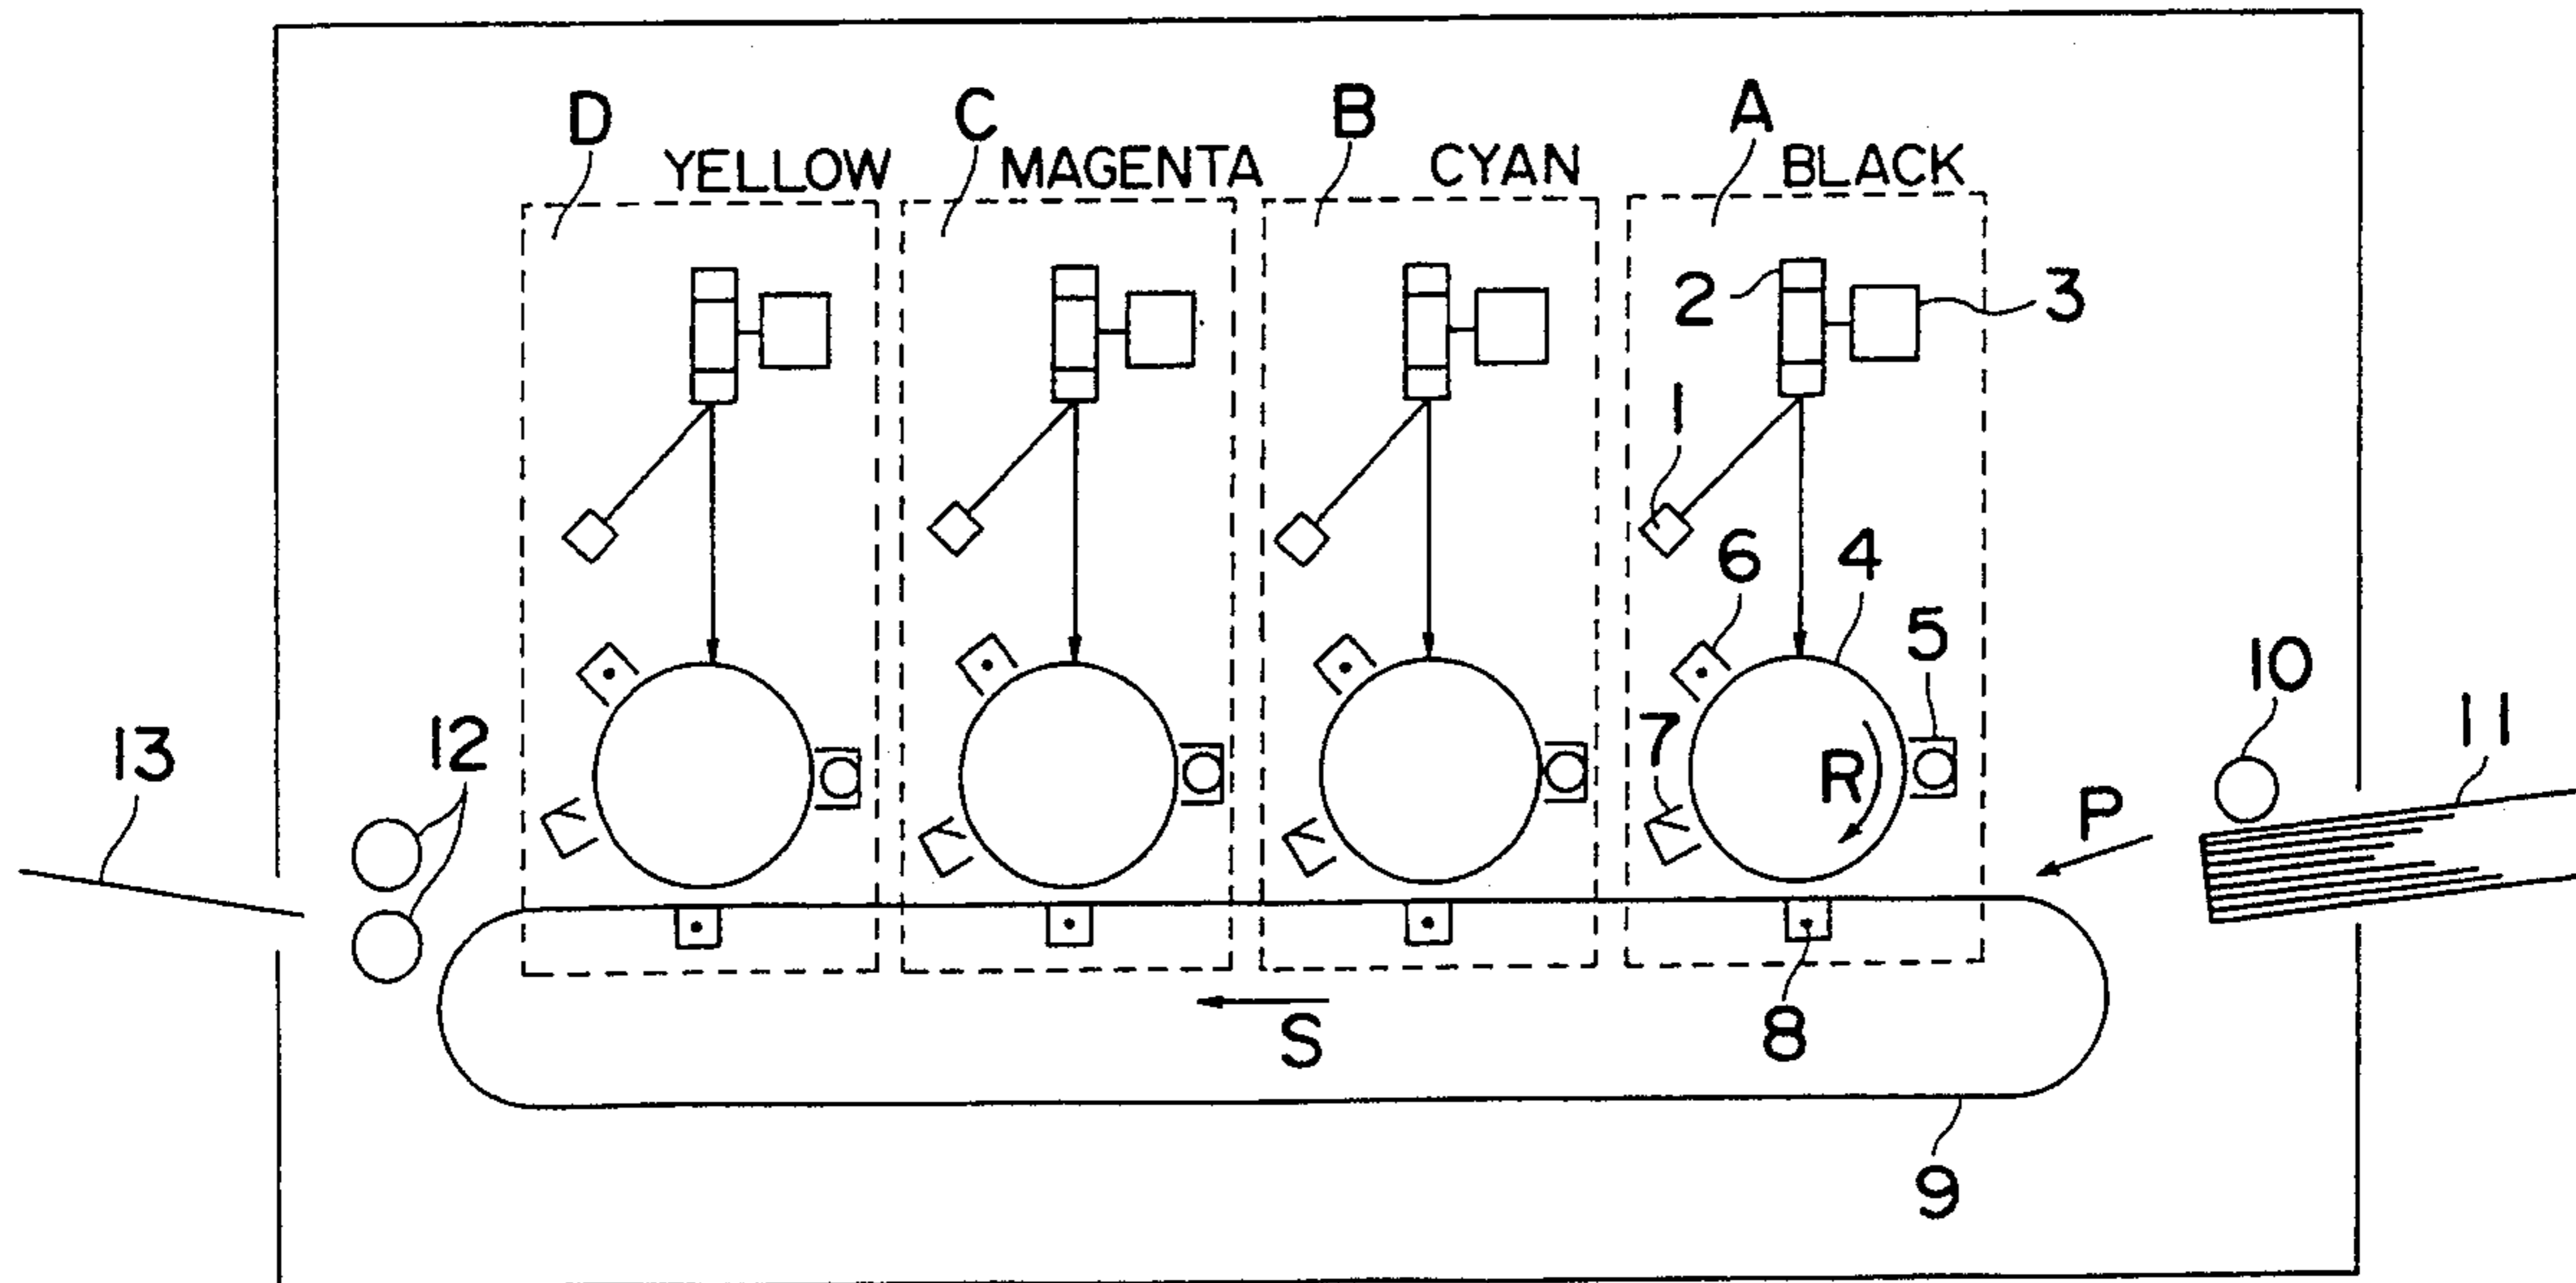 D C B A
YELLOW MAGENTA CYAN BLACK
2 3
1
6 4
5
10
7 R 11
13 12 P
S 8
9